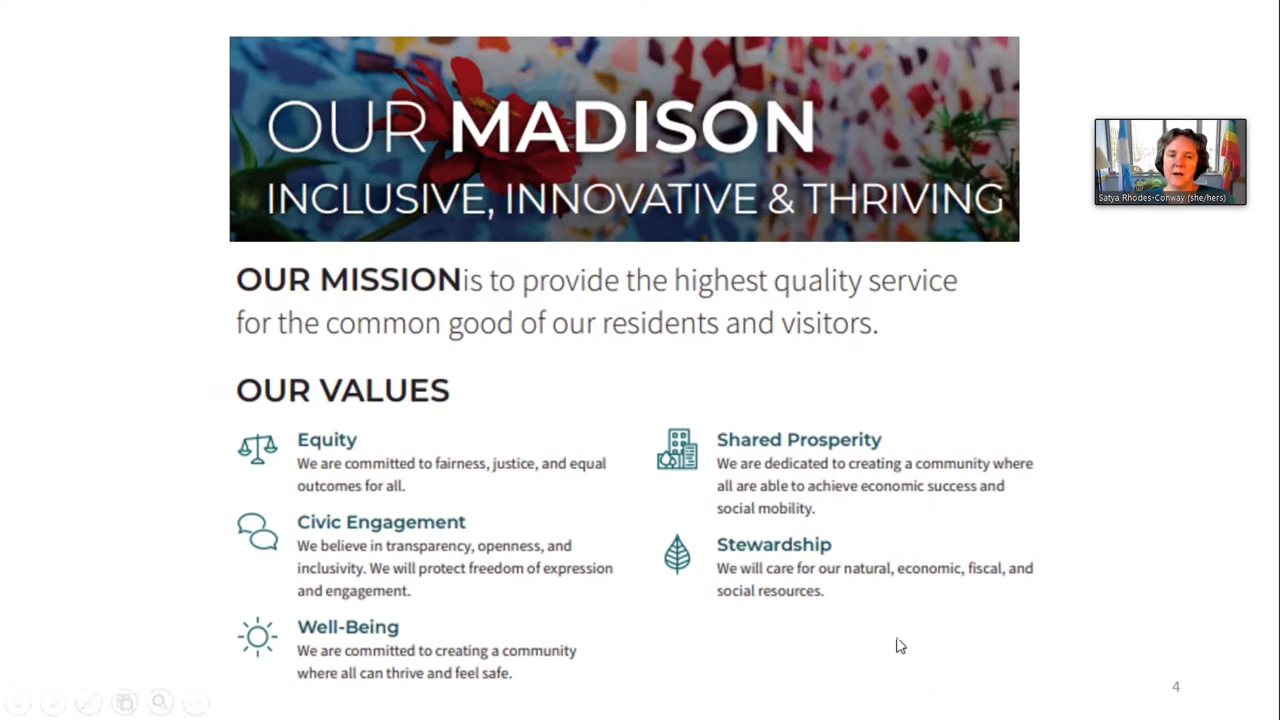 OUR MADISON
INCLUSIVE, INNOVATIVE & THRIVING
Satya Rhodes-Conway (she/hers)
OUR MISSIONis to provide the highest quality service
for the common good of our residents and visitors.
OUR VALUES
Equity
We are committed to fairness, justice, and equal
outcomes for all.
Civic Engagement
We believe in transparency, openness, and
inclusivity. We will protect freedom of expression
and engagement.
Well-Being
We are committed to creating a community
where all can thrive and feel safe.
Shared Prosperity
We are dedicated to creating a community where
all are able to achieve economic success and
social mobility.
Stewardship
We will care for our natural, economic, fiscal, and
social resources.
4